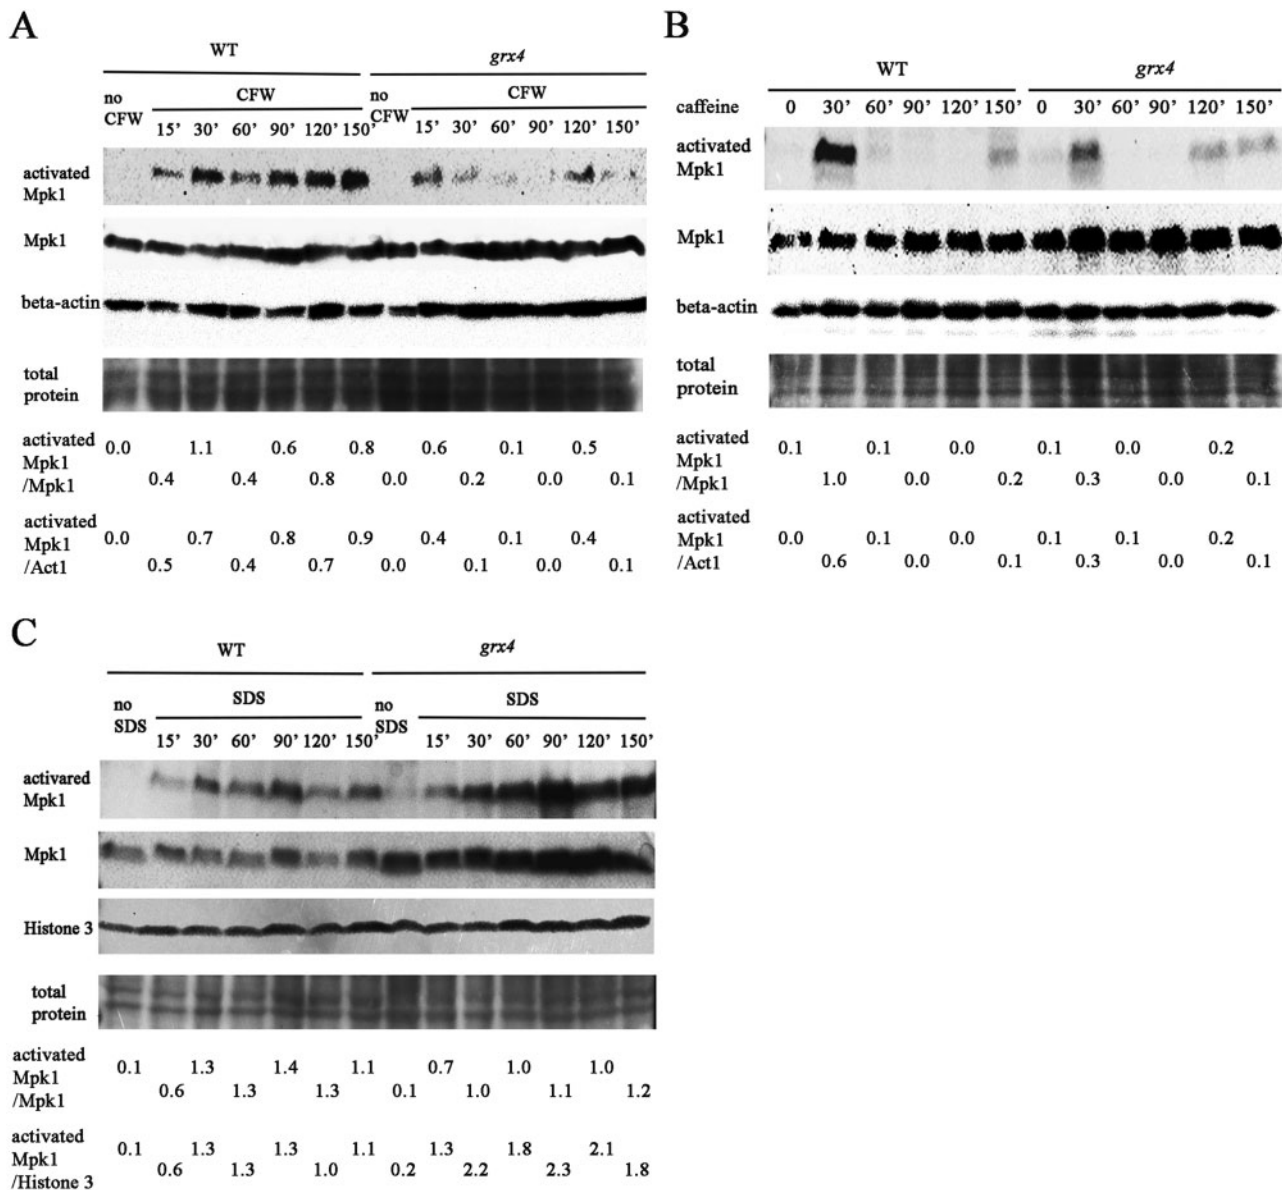 A
WT grx4
no CFW CFW no CFW CFW
15’ 30’ 60’ 90’ 120’ 150’ 15’ 30’ 60’ 90’ 120’ 150’
activated
Mpk1
Mpk1
beta-actin
total
protein
activated
Mpk1
/Mpk1
0.0 1.1 0.6 0.8 0.6 0.1 0.5
0.4 0.4 0.8 0.0 0.2 0.0 0.1
activated
Mpk1
/Act1
0.0 0.7 0.8 0.9 0.4 0.1 0.4
0.5 0.4 0.7 0.0 0.1 0.0 0.1
B
WT grx4
caffeine 0 30’ 60’ 90’ 120’ 150’ 0 30’ 60’ 90’ 120’ 150’
activated
Mpk1
Mpk1
beta-actin
total
protein
activated
Mpk1
/Mpk1
0.1 0.1 0.0 0.1 0.0 0.2
1.0 0.0 0.2 0.3 0.0 0.1
activated
Mpk1
/Act1
0.0 0.1 0.0 0.1 0.1 0.2
0.6 0.0 0.1 0.3 0.0 0.1
C
WT grx4
no SDS SDS no SDS SDS
15’ 30’ 60’ 90’ 120’ 150’ 15’ 30’ 60’ 90’ 120’ 150’
activared
Mpk1
Mpk1
Histone 3
total
protein
activated
Mpk1
/Mpk1
0.1 1.3 1.4 1.1 0.7 1.0 1.0
0.6 1.3 1.3 0.1 1.0 1.1 1.2
activated
Mpk1
/Histone 3
0.1 1.3 1.3 1.1 1.3 1.8 2.1
0.6 1.3 1.0 0.2 2.2 2.3 1.8